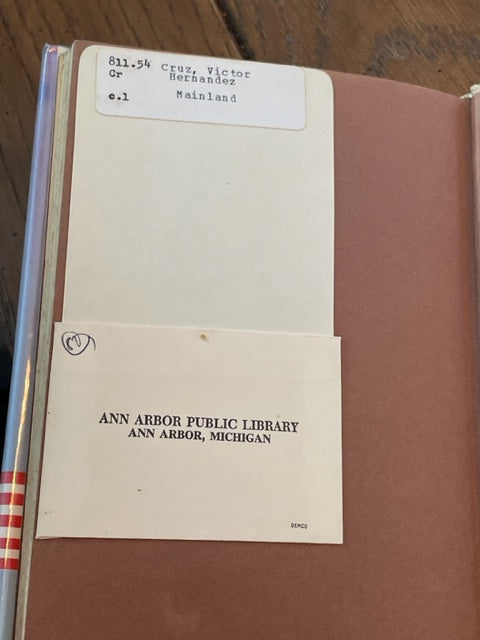 811.54 Cruz, Victor
Cr Hernandez
c.1 Mainland
ANN ARBOR PUBLIC LIBRARY
ANN ARBOR, MICHIGAN
DEMCO